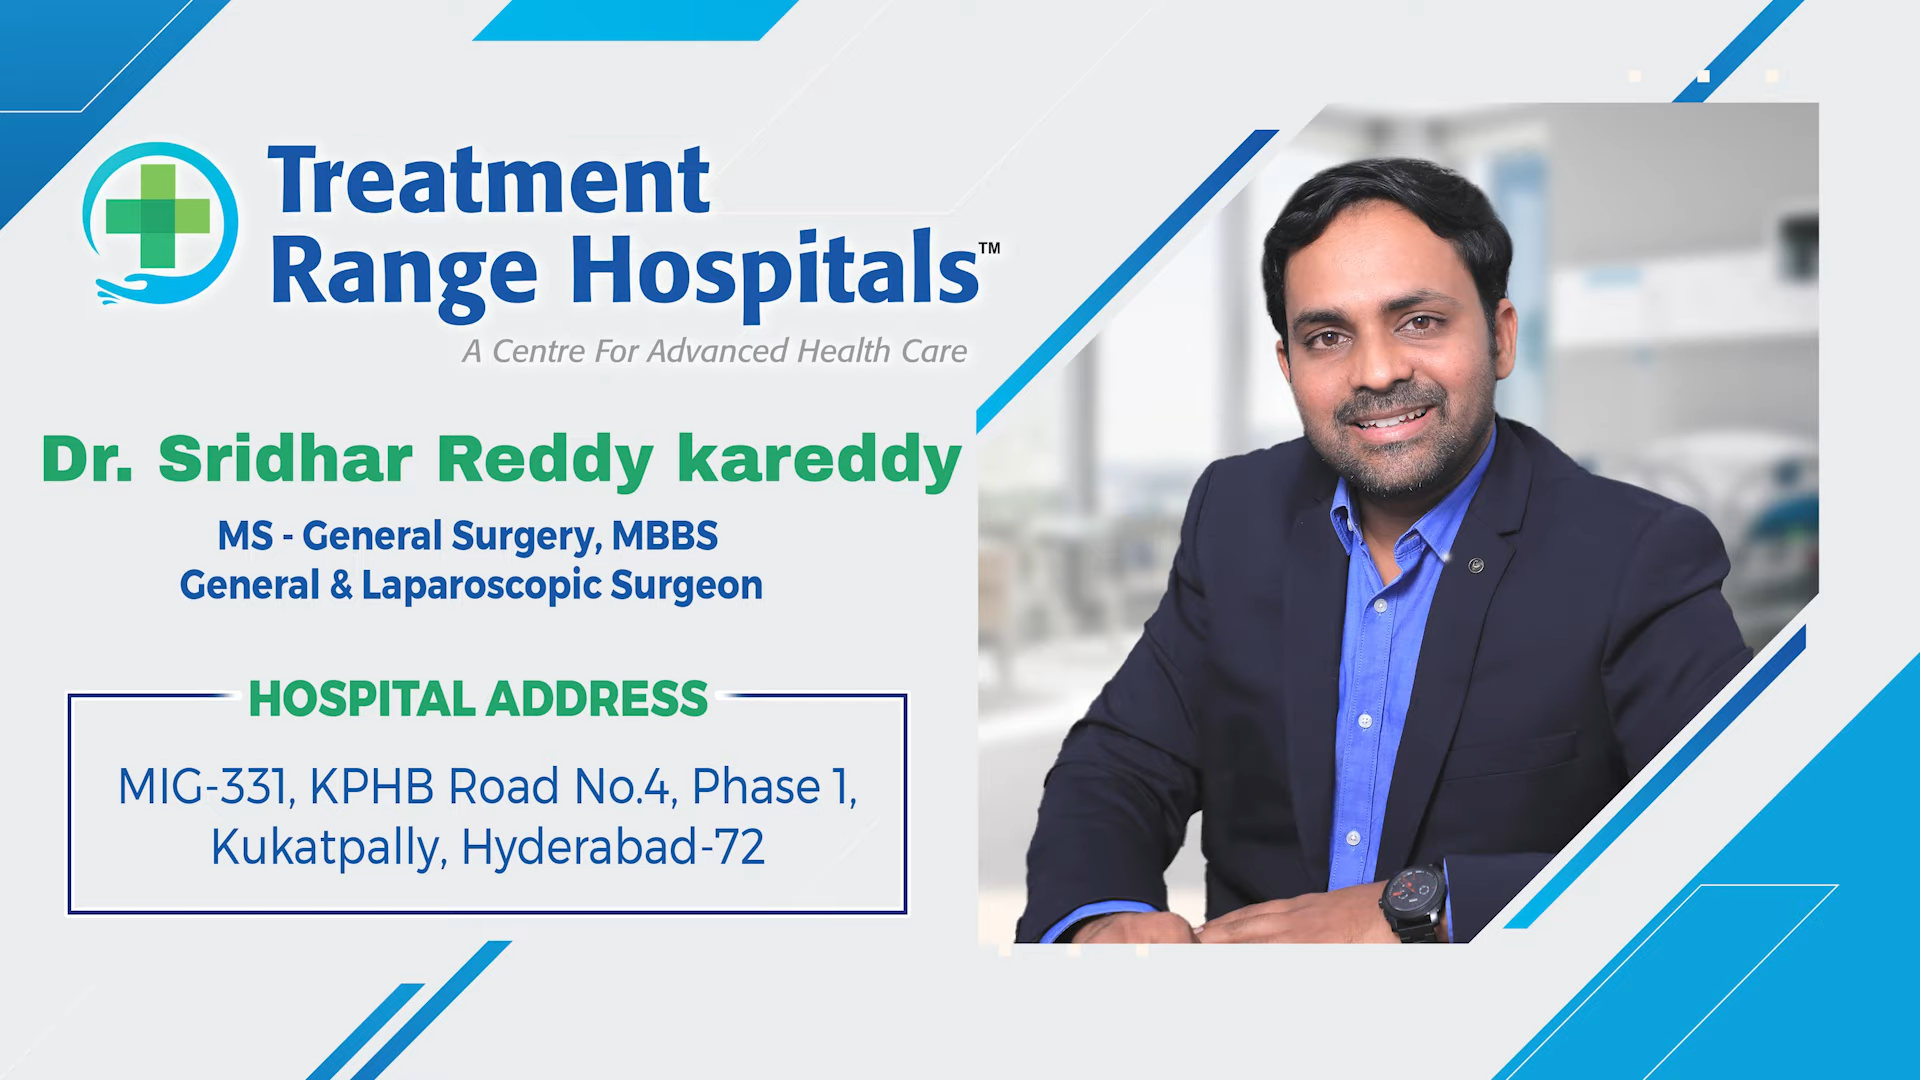 Treatment
Range Hospitals™
A Centre For Advanced Health Care
Dr. Sridhar Reddy kareddy
MS - General Surgery, MBBS
General & Laparoscopic Surgeon
HOSPITAL ADDRESS
MIG-331, KPHB Road No.4, Phase 1,
Kukatpally, Hyderabad-72